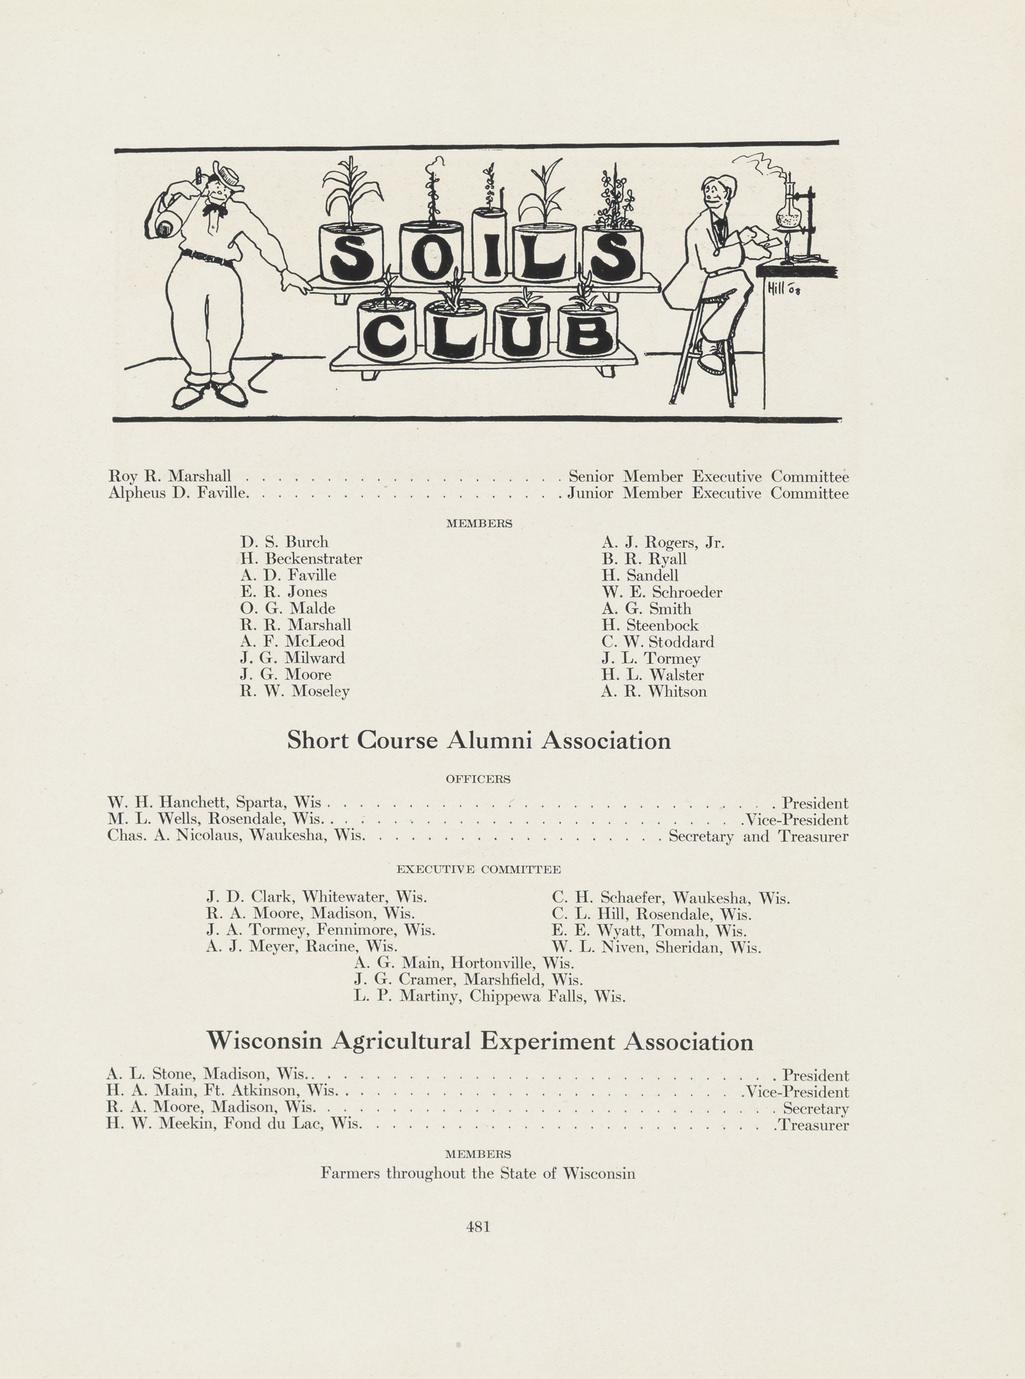 SOILS
CLUB
Hill '08
Roy R. Marshall . . . . . . . . . . . . . . . . . . . . Senior Member Executive Committee
Alpheus D. Faville. . . . . . . . . . . . . . . . . . . . Junior Member Executive Committee
MEMBERS
D. S. Burch
H. Beckenstrater
A. D. Faville
E. R. Jones
O. G. Malde
R. R. Marshall
A. F. McLeod
J. G. Milward
J. G. Moore
R. W. Moseley
A. J. Rogers, Jr.
B. R. Ryall
H. Sandell
W. E. Schroeder
A. G. Smith
H. Steenbock
C. W. Stoddard
J. L. Tormey
H. L. Walster
A. R. Whitson
Short Course Alumni Association
OFFICERS
W. H. Hanchett, Sparta, Wis . . . . . . . . . . . . . . . . . . . . . . . . . . . . President
M. L. Wells, Rosendale, Wis. . . . . . . . . . . . . . . . . . . . . . . . . . . Vice-President
Chas. A. Nicolaus, Waukesha, Wis. . . . . . . . . . . . . . . . . . . . Secretary and Treasurer
EXECUTIVE COMMITTEE
J. D. Clark, Whitewater, Wis.
R. A. Moore, Madison, Wis.
J. A. Tormey, Fennimore, Wis.
A. J. Meyer, Racine, Wis.
C. H. Schaefer, Waukesha, Wis.
C. L. Hill, Rosendale, Wis.
E. E. Wyatt, Tomah, Wis.
W. L. Niven, Sheridan, Wis.
A. G. Main, Hortonville, Wis.
J. G. Cramer, Marshfield, Wis.
L. P. Martiny, Chippewa Falls, Wis.
Wisconsin Agricultural Experiment Association
A. L. Stone, Madison, Wis. . . . . . . . . . . . . . . . . . . . . . . . . . . . . . President
H. A. Main, Ft. Atkinson, Wis. . . . . . . . . . . . . . . . . . . . . . . . . . Vice-President
R. A. Moore, Madison, Wis. . . . . . . . . . . . . . . . . . . . . . . . . . . . . Secretary
H. W. Meekin, Fond du Lac, Wis. . . . . . . . . . . . . . . . . . . . . . . . . . Treasurer
MEMBERS
Farmers throughout the State of Wisconsin
481